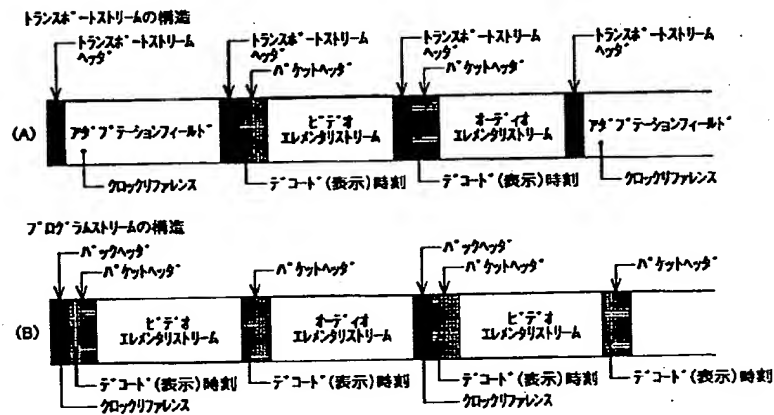 トランスポートストリームの構造
トランスポートストリーム
ヘッダ
トランスポートストリーム
ヘッダ
パケットヘッダ
トランスポートストリーム
ヘッダ
パケットヘッダ
トランスポートストリーム
ヘッダ
(A)
アダプテーションフィールド
ビデオ
エレメンタリストリーム
オーディオ
エレメンタリストリーム
アダプテーションフィールド
クロックリファレンス
デコード(表示)時刻
デコード(表示)時刻
クロックリファレンス
プログラムストリームの構造
パックヘッダ
パケットヘッダ
パケットヘッダ
パックヘッダ
パケットヘッダ
パケットヘッダ
(B)
ビデオ
エレメンタリストリーム
オーディオ
エレメンタリストリーム
ビデオ
エレメンタリストリーム
デコード(表示)時刻
クロックリファレンス
デコード(表示)時刻
デコード(表示)時刻
クロックリファレンス
デコード(表示)時刻